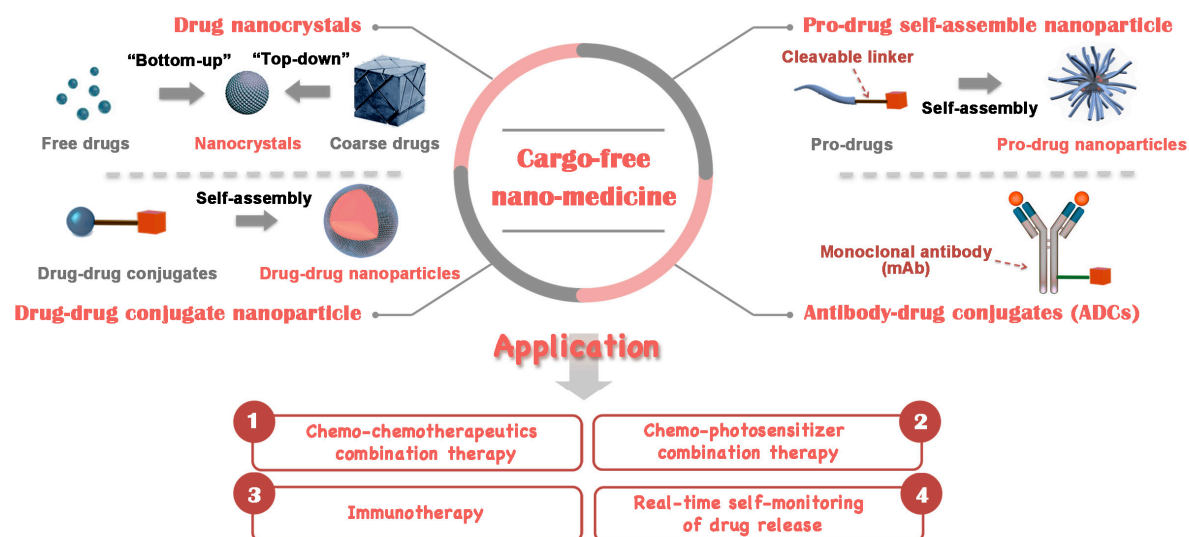 Drug nanocrystals
“Bottom-up”
“Top-down”
Free drugs
Nanocrystals
Coarse drugs
Self-assembly
Drug-drug conjugates
Drug-drug nanoparticles
Drug-drug conjugate nanoparticle
Cargo-free
nano-medicine
Pro-drug self-assemble nanoparticle
Cleavable linker
Self-assembly
Pro-drugs
Pro-drug nanoparticles
Monoclonal antibody
(mAb)
Antibody-drug conjugates (ADCs)
Application
1
Chemo-chemotherapeutics
combination therapy
2
Chemo-photosensitizer
combination therapy
3
Immunotherapy
4
Real-time self-monitoring
of drug release